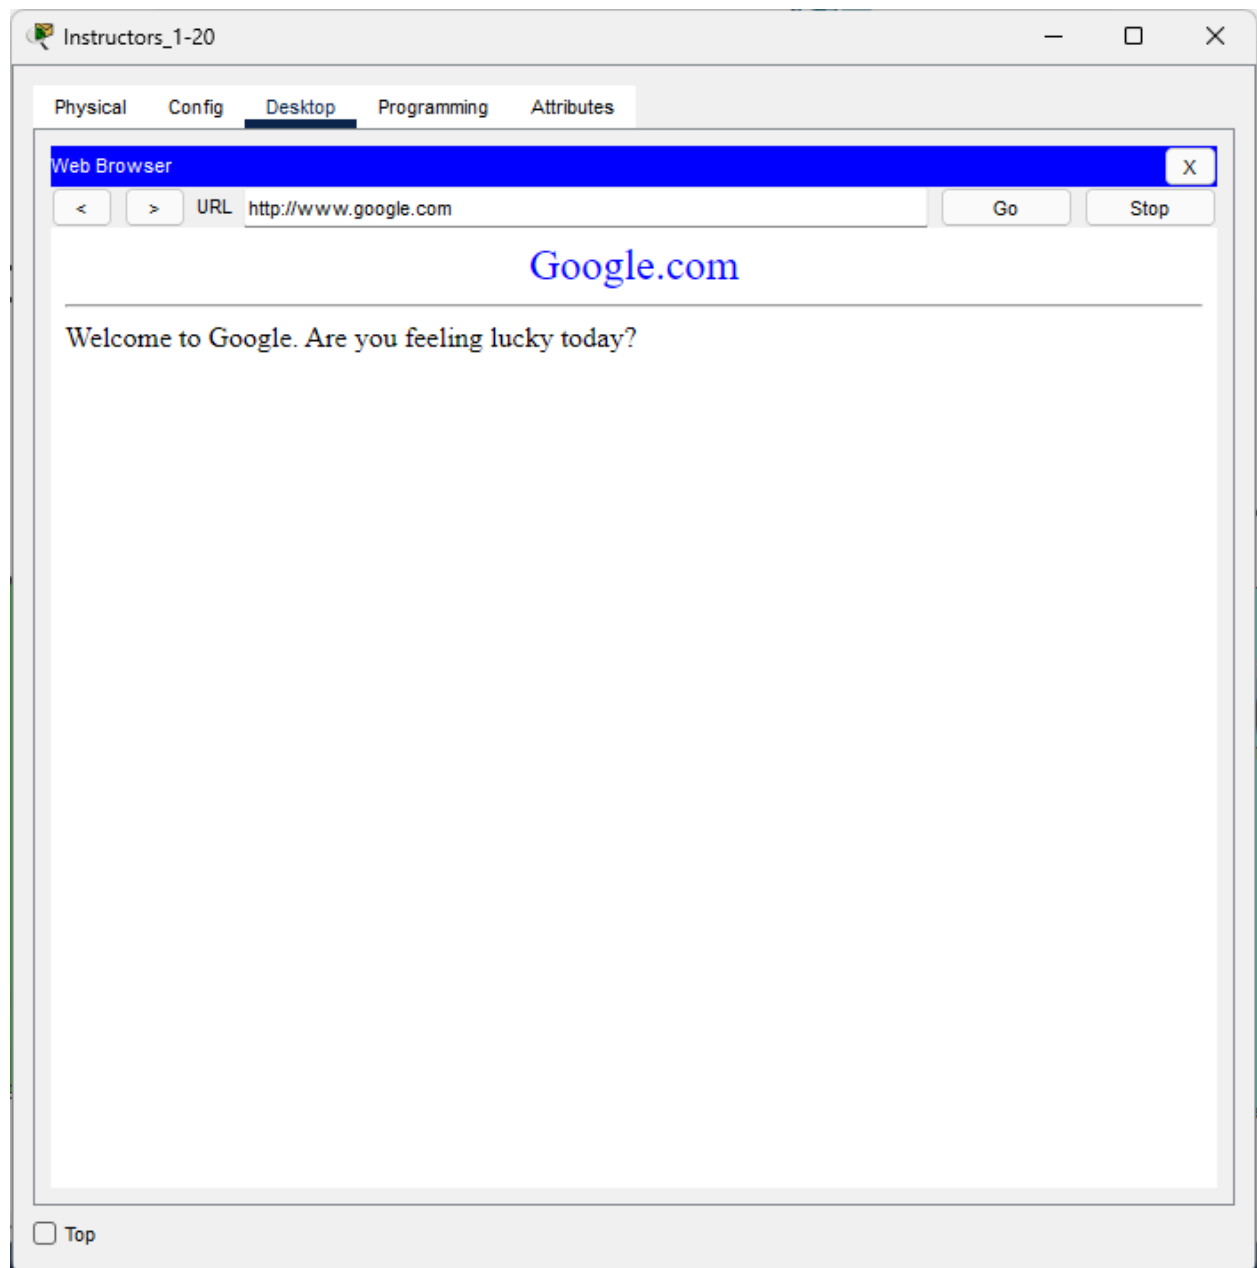 Instructors_1-20
Physical Config Desktop Programming Attributes
Web Browser X
< > URL http://www.google.com Go Stop
Google.com
Welcome to Google. Are you feeling lucky today?
Top